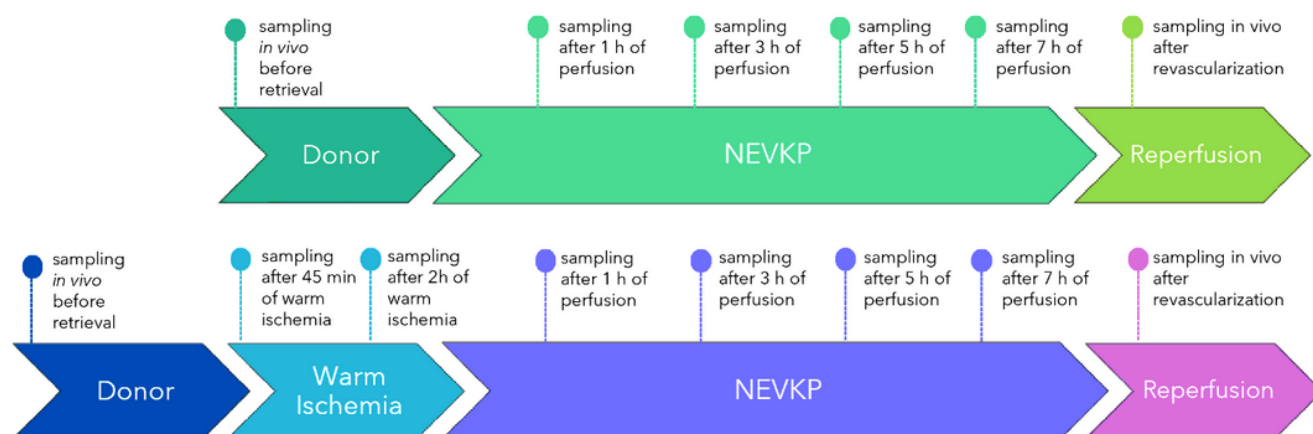 sampling
in vivo
before
retrieval
sampling
after 1 h of
perfusion
sampling
after 3 h of
perfusion
sampling
after 5 h of
perfusion
sampling
after 7 h of
perfusion
sampling in vivo
after
revascularization
Donor
NEVKP
Reperfusion
sampling
in vivo
before
retrieval
sampling
after 45 min
of warm
ischemia
sampling
after 2h of
warm
ischemia
sampling
after 1 h of
perfusion
sampling
after 3 h of
perfusion
sampling
after 5 h of
perfusion
sampling
after 7 h of
perfusion
sampling in vivo
after
revascularization
Donor
Warm
Ischemia
NEVKP
Reperfusion